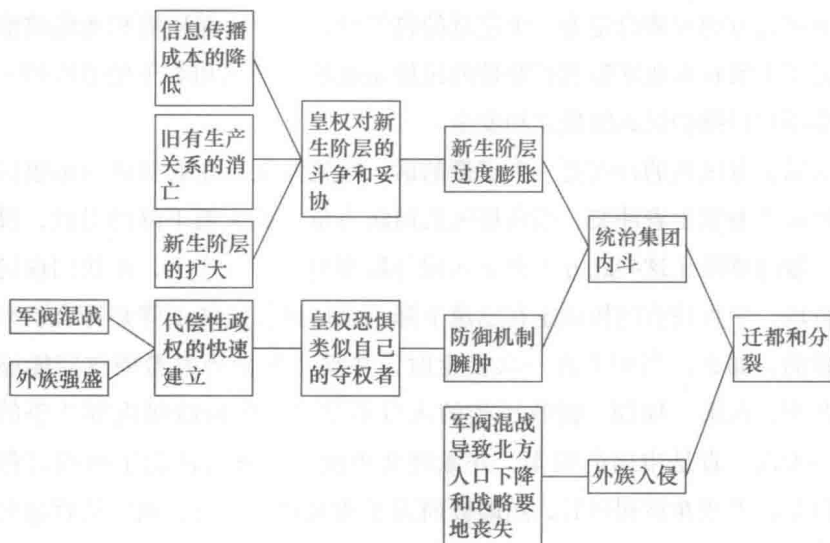 信息传播
成本的降
低
旧有生产
关系的消
亡
新生阶层
的扩大
皇权对新
生阶层的
斗争和妥
协
新生阶层
过度膨胀
统治集团
内斗
军阀混战
外族强盛
代偿性政
权的快速
建立
皇权恐惧
类似自己
的夺权者
防御机制
臃肿
迁都和分
裂
军阀混战
导致北方
人口下降
和战略要
地丧失
外族入侵